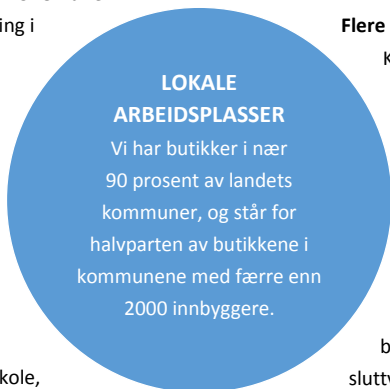 ing i
Flere
K
LOKALE
ARBEIDSPLASSER
Vi har butikker i nær
90 prosent av landets
kommuner, og står for
halvparten av butikkene i
kommunene med færre enn
2000 innbyggere.
b
kole,
slutt